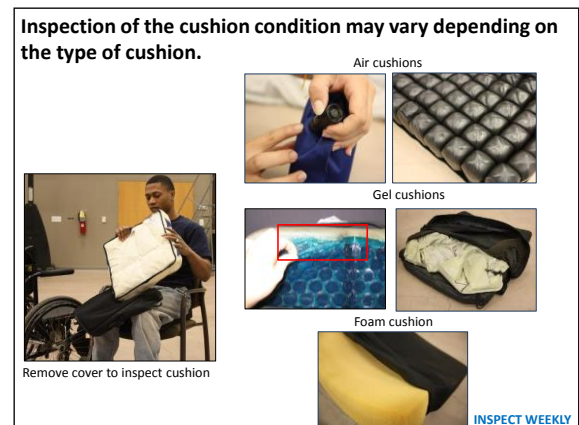 Inspection of the cushion condition may vary depending on
the type of cushion.
Air cushions
Gel cushions
Foam cushion
Remove cover to inspect cushion
INSPECT WEEKLY